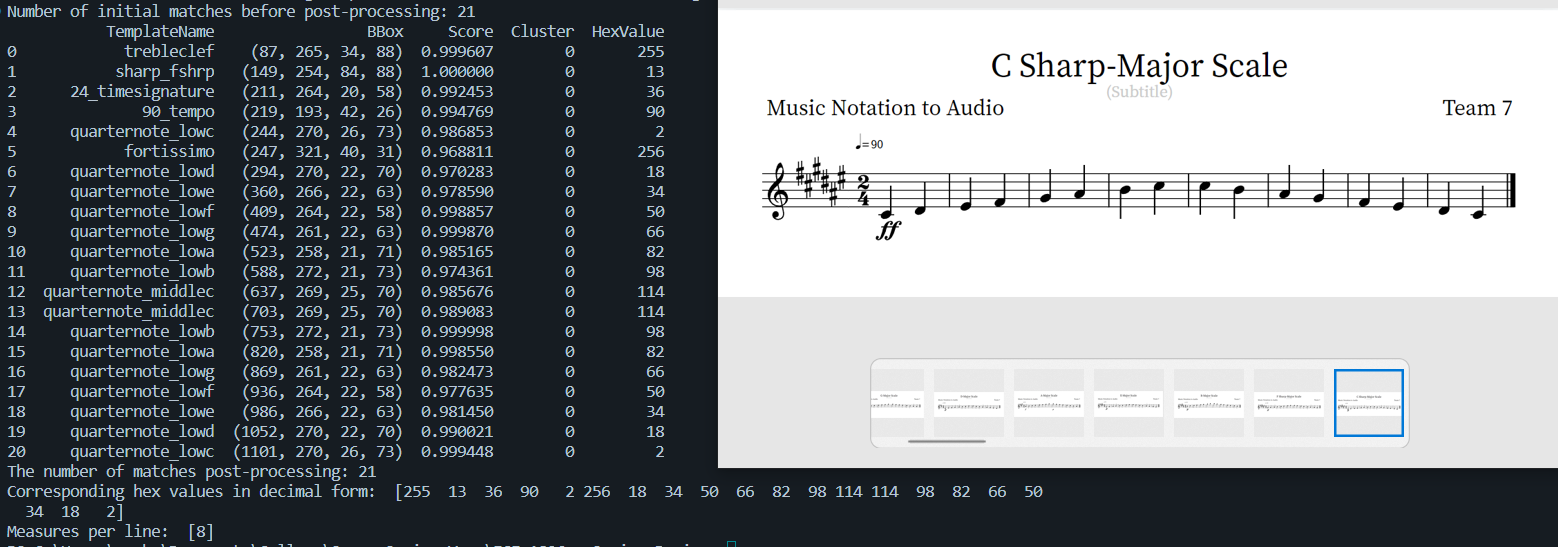 Number of initial matches before post-processing: 21
TemplateName BBox Score Cluster HexValue
0 trebleclef (87, 265, 34, 88) 0.999607 0 255
1 sharp_fshrp (149, 254, 84, 88) 1.000000 0 13
2 24_timesignature (211, 264, 20, 58) 0.992453 0 36
3 90_tempo (219, 193, 42, 26) 0.994769 0 90
4 quarternote_lowc (244, 270, 26, 73) 0.986853 0 2
5 fortissimo (247, 321, 40, 31) 0.968811 0 256
6 quarternote_lowd (294, 270, 22, 70) 0.970283 0 18
7 quarternote_lowe (360, 266, 22, 63) 0.978590 0 34
8 quarternote_lowf (409, 264, 22, 58) 0.998857 0 50
9 quarternote_lowg (474, 261, 22, 63) 0.999870 0 66
10 quarternote_lowa (523, 258, 21, 71) 0.985165 0 82
11 quarternote_lowb (588, 272, 21, 73) 0.974361 0 98
12 quarternote_middlec (637, 269, 25, 70) 0.985676 0 114
13 quarternote_middlec (703, 269, 25, 70) 0.989083 0 114
14 quarternote_lowb (753, 272, 21, 73) 0.999998 0 98
15 quarternote_lowa (820, 258, 21, 71) 0.998550 0 82
16 quarternote_lowg (869, 261, 22, 63) 0.982473 0 66
17 quarternote_lowf (936, 264, 22, 58) 0.977635 0 50
18 quarternote_lowe (986, 266, 22, 63) 0.981450 0 34
19 quarternote_lowd (1052, 270, 22, 70) 0.990021 0 18
20 quarternote_lowc (1101, 270, 26, 73) 0.999448 0 2
The number of matches post-processing: 21
Corresponding hex values in decimal form: [255 13 36 90 2 256 18 34 50 66 82 98 114 114 98 82 66 50
34 18 2]
Measures per line: [8]
C Sharp-Major Scale
(Subtitle)
Music Notation to Audio Team 7
♩=90
2
4
ff